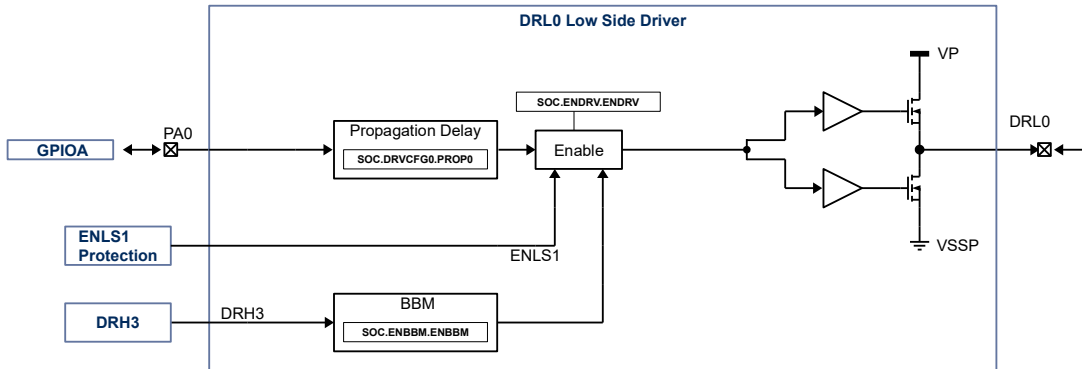 DRL0 Low Side Driver
VP
SOC.ENDRV.ENDRV
PA0
Propagation Delay
DRL0
GPIOA
SOC.DRVCFG0.PROP0
Enable
ENLS1
Protection
ENLS1
VSSP
BBM
DRH3
DRH3
SOC.ENBBM.ENBBM